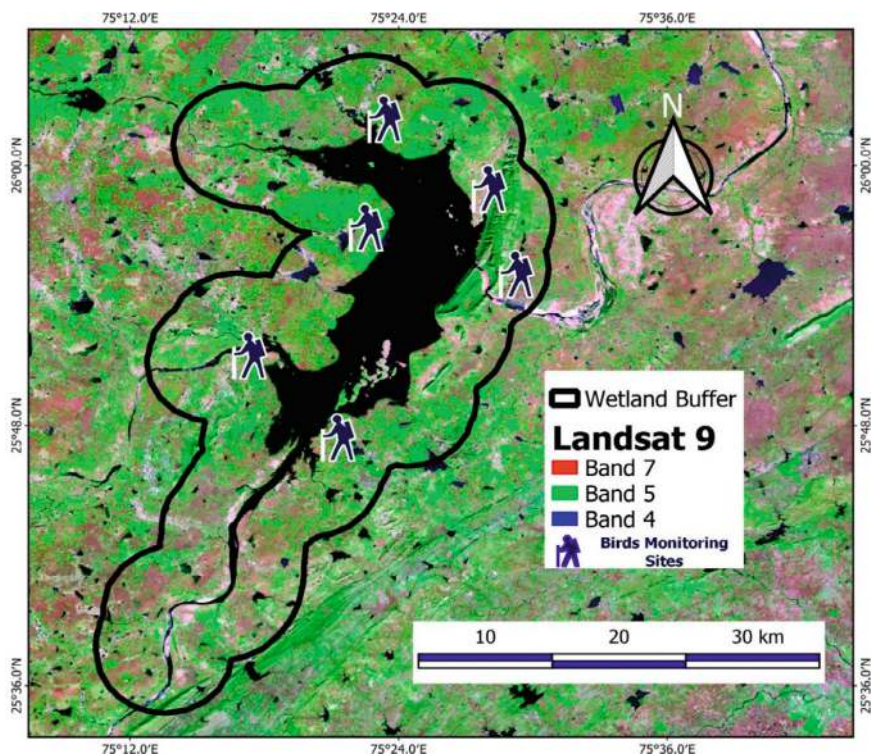 75°12.0'E 75°24.0'E 75°36.0'E
26°00.0'N 26°00.0'N
N
25°48.0'N 25°48.0'N
Wetland Buffer
Landsat 9
Band 7
Band 5
Band 4
Birds Monitoring
Sites
10 20 30 km
25°36.0'N 25°36.0'N
75°12.0'E 75°24.0'E 75°36.0'E